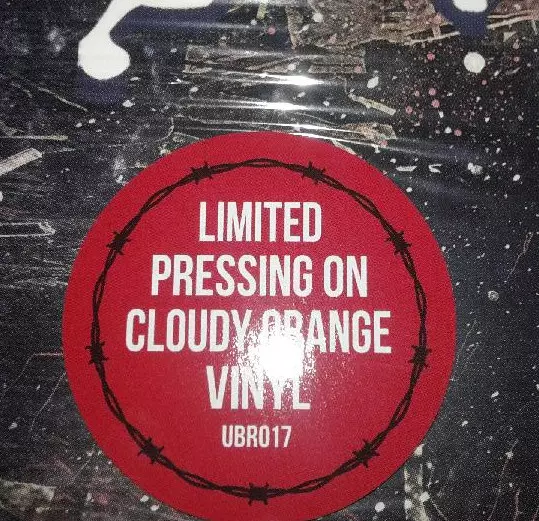 LIMITED
PRESSING ON
CLOUDY ORANGE
VINYL
UBR017